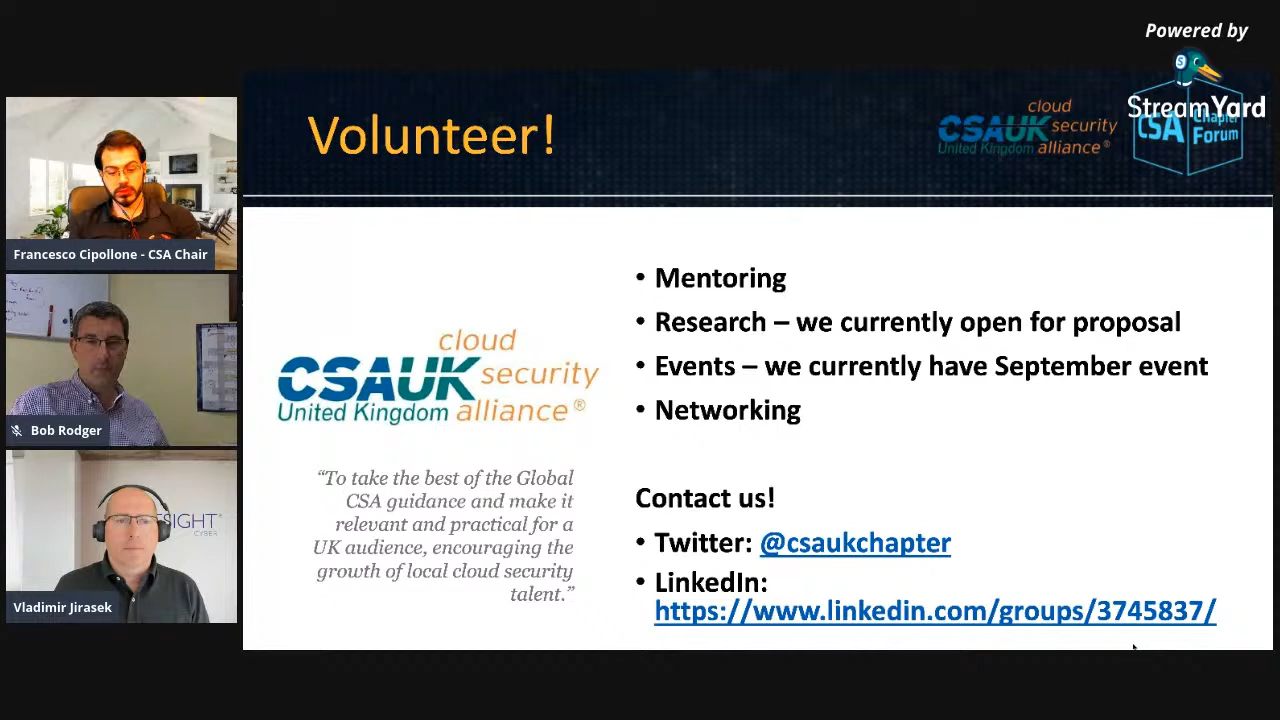 Powered by
StreamYard
Volunteer!
CSAUK cloud security alliance®
United Kingdom
CSA Chapter Forum
Francesco Cipollone - CSA Chair
Bob Rodger
SIGHT
CYBER
Vladimir Jirasek
cloud
CSAUK security
United Kingdom alliance®
“To take the best of the Global
CSA guidance and make it
relevant and practical for a
UK audience, encouraging the
growth of local cloud security
talent.”
• Mentoring
• Research – we currently open for proposal
• Events – we currently have September event
• Networking
Contact us!
• Twitter: @csaukchapter
• LinkedIn:
https://www.linkedin.com/groups/3745837/